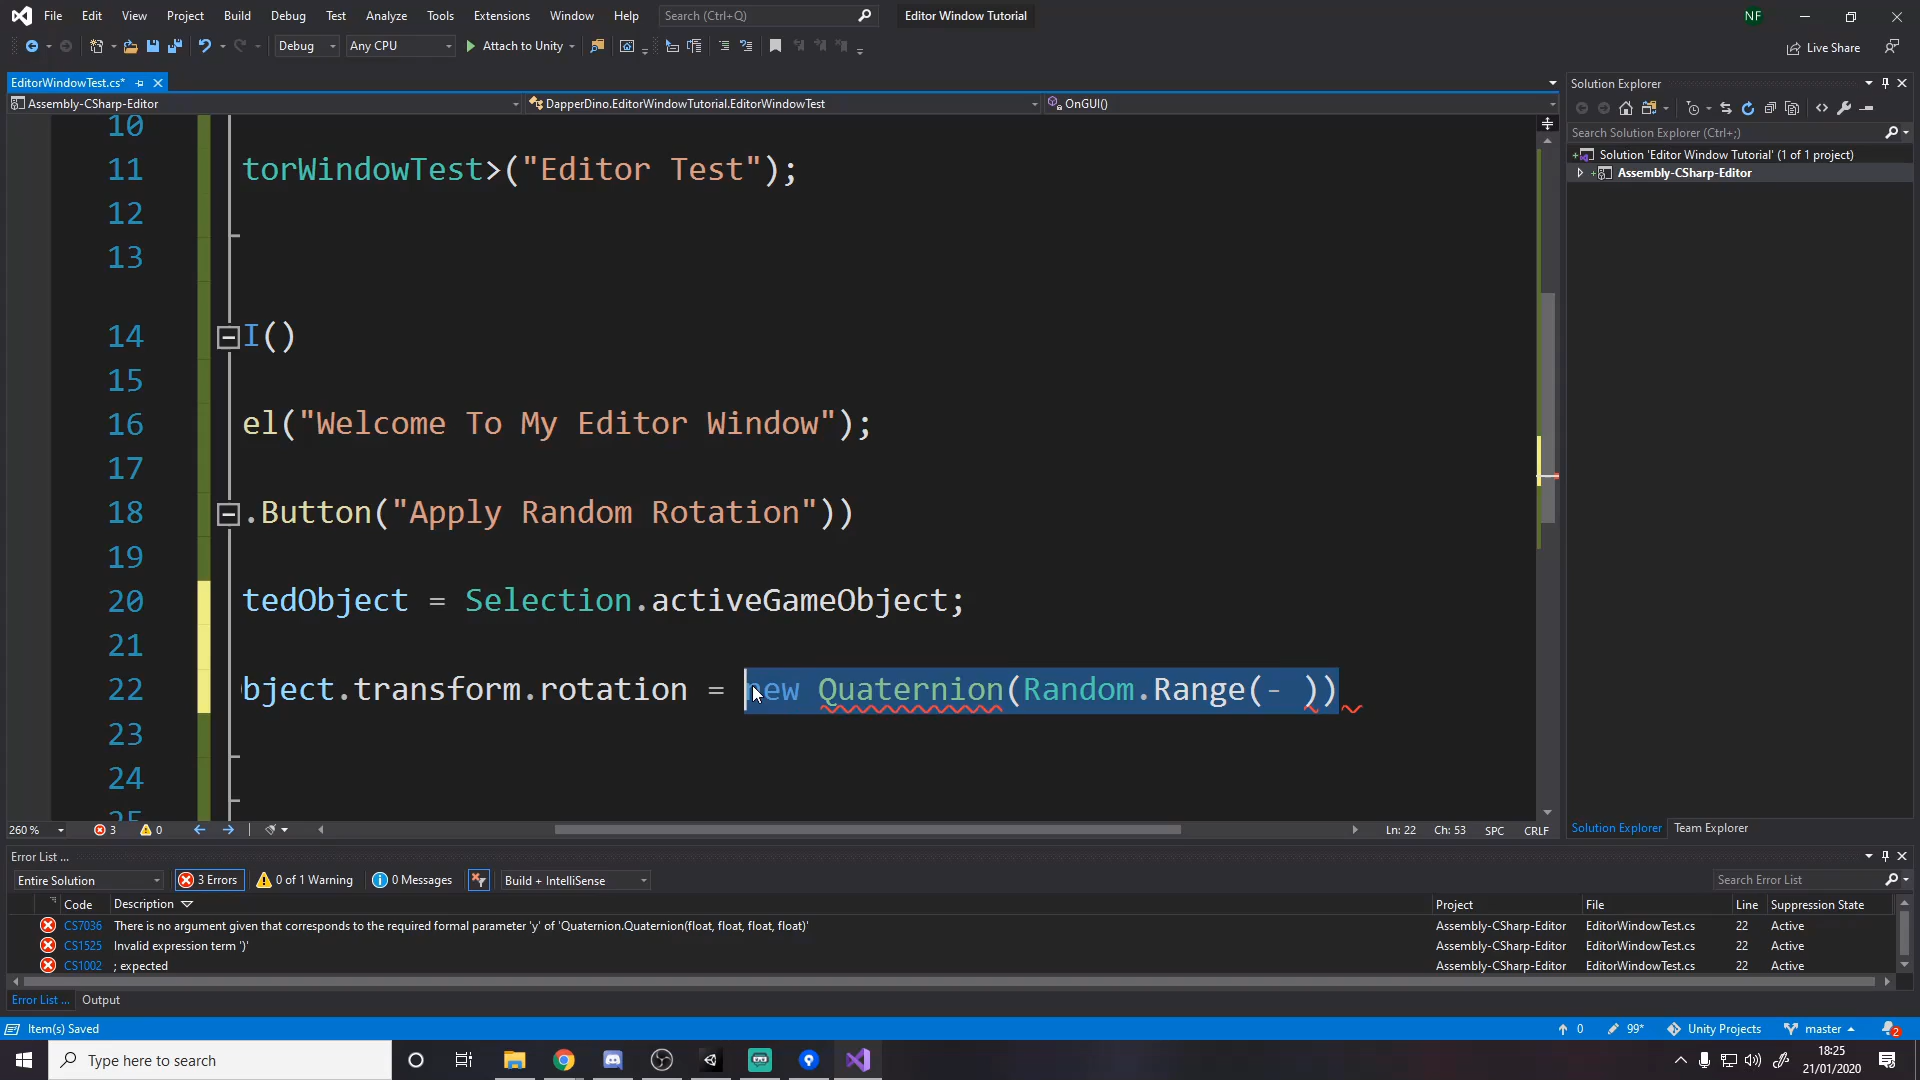 File Edit View Project Build Debug Test Analyze Tools Extensions Window Help Search (Ctrl+Q) Editor Window Tutorial NF
Debug Any CPU Attach to Unity Live Share
EditorWindowTest.cs*
Assembly-CSharp-Editor DapperDino.EditorWindowTutorial.EditorWindowTest OnGUI()
10
11 torWindowTest>("Editor Test");
12
13
14 I()
15
16 el("Welcome To My Editor Window");
17
18 .Button("Apply Random Rotation"))
19
20 tedObject = Selection.activeGameObject;
21
22 bject.transform.rotation = new Quaternion(Random.Range(- ))
23
24
25
260 % 3 0 Ln: 22 Ch: 53 SPC CRLF
Solution Explorer
Search Solution Explorer (Ctrl+;)
Solution 'Editor Window Tutorial' (1 of 1 project)
Assembly-CSharp-Editor
Solution Explorer Team Explorer
Error List ...
Entire Solution 3 Errors 0 of 1 Warning 0 Messages Build + IntelliSense Search Error List
Code Description Project File Line Suppression State
CS7036 There is no argument given that corresponds to the required formal parameter 'y' of 'Quaternion.Quaternion(float, float, float, float)' Assembly-CSharp-Editor EditorWindowTest.cs 22 Active
CS1525 Invalid expression term ')' Assembly-CSharp-Editor EditorWindowTest.cs 22 Active
CS1002 ; expected Assembly-CSharp-Editor EditorWindowTest.cs 22 Active
Error List ... Output
Item(s) Saved 0 99* Unity Projects master 2
Type here to search 18:25
21/01/2020